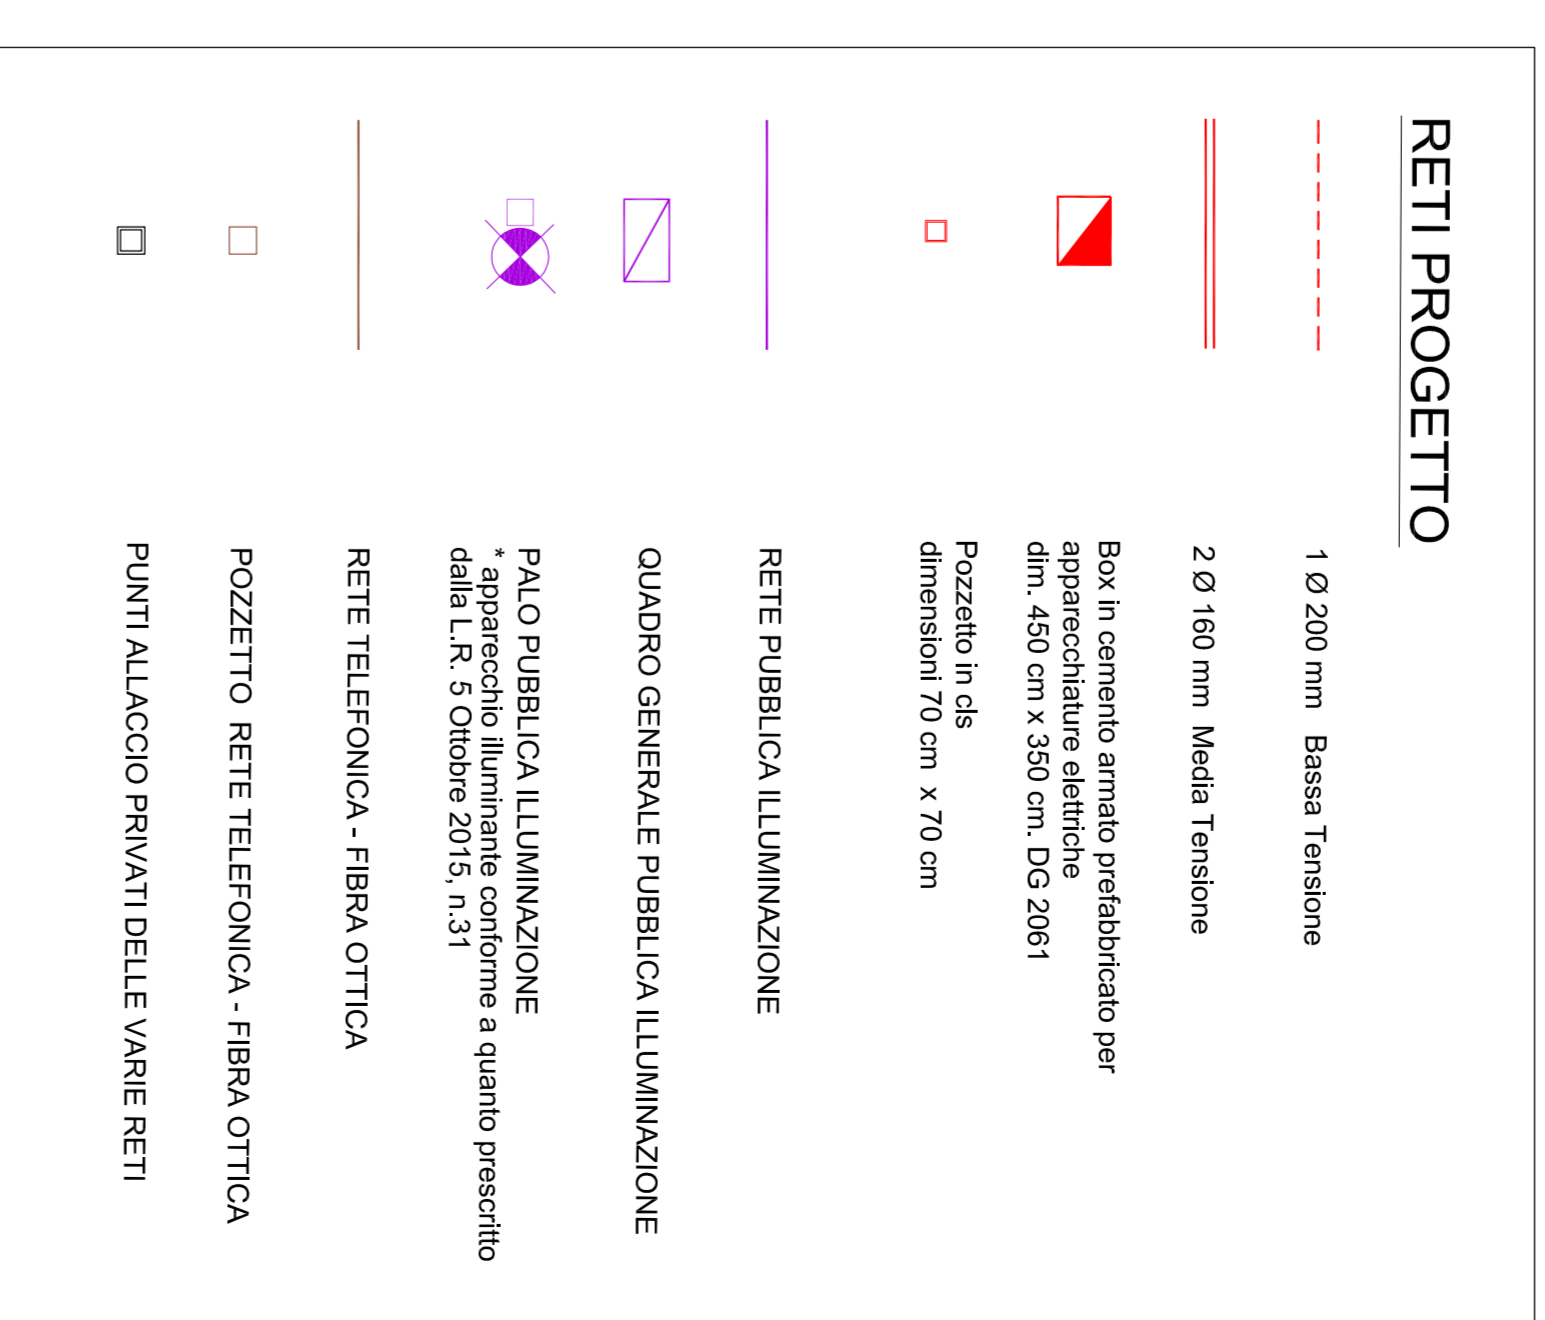 RETI PROGETTO
1 Ø 200 mm Bassa Tensione
2 Ø 160 mm Media Tensione
Box in cemento armato prefabbricato per
apparecchiature elettriche
dim. 450 cm x 350 cm. DG 2061
Pozzetto in cls
dimensioni 70 cm x 70 cm
RETE PUBBLICA ILLUMINAZIONE
QUADRO GENERALE PUBBLICA ILLUMINAZIONE
PALO PUBBLICA ILLUMINAZIONE
* apparecchio illuminante conforme a quanto prescritto
dalla L.R. 5 Ottobre 2015, n.31
RETE TELEFONICA - FIBRA OTTICA
POZZETTO RETE TELEFONICA - FIBRA OTTICA
PUNTI ALLACCIO PRIVATI DELLE VARIE RETI